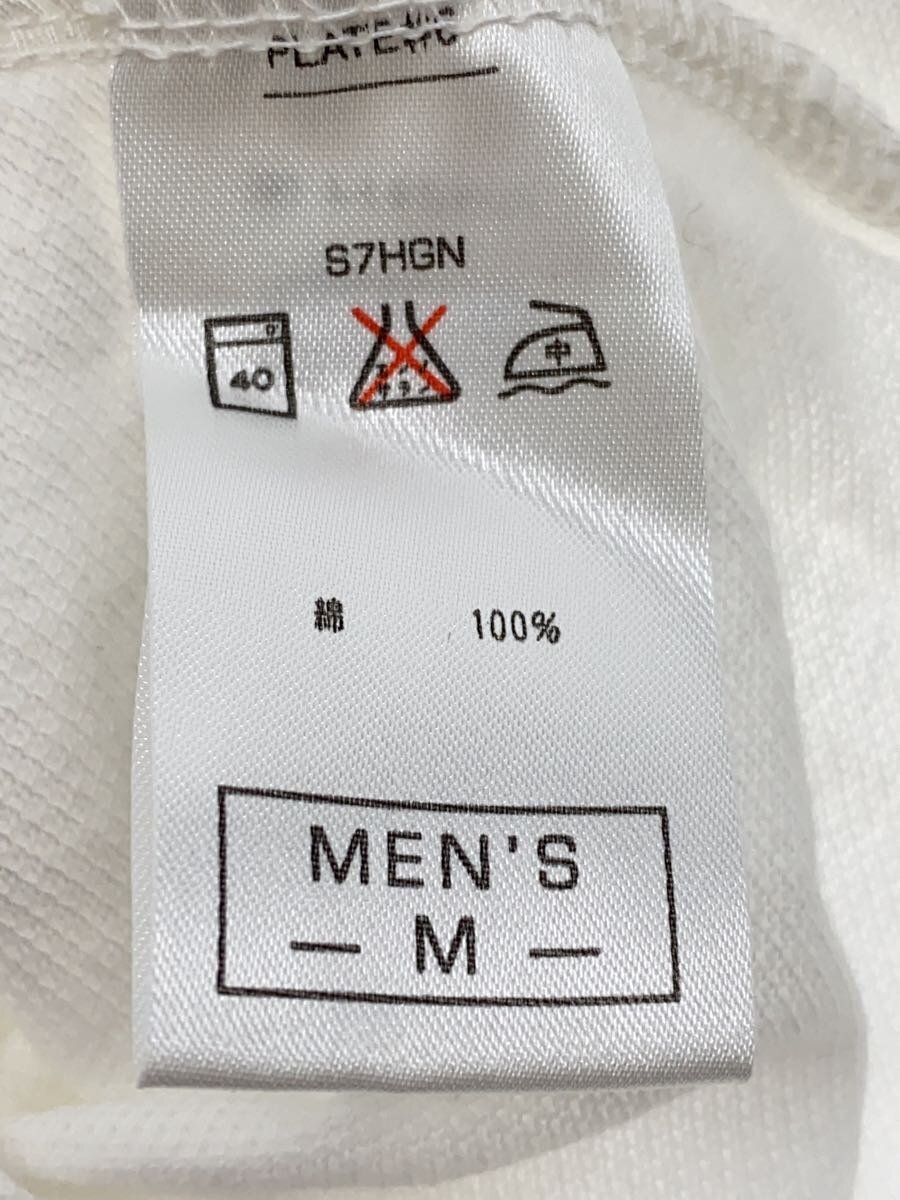 S7HGN
40 中
綿 100%
MEN'S
— M —